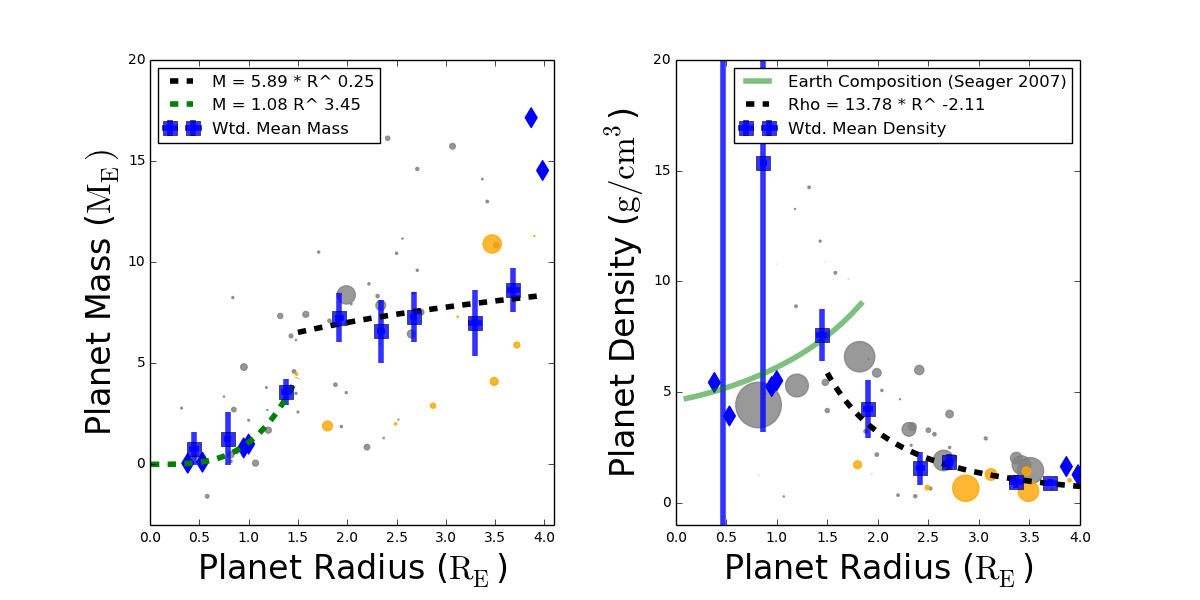 20
15
10
5
0
Planet Mass (M_E)
M = 5.89 * R^ 0.25
M = 1.08 R^ 3.45
Wtd. Mean Mass
0.0 0.5 1.0 1.5 2.0 2.5 3.0 3.5 4.0
Planet Radius (R_E)
20
15
10
5
0
Planet Density (g/cm^3)
Earth Composition (Seager 2007)
Rho = 13.78 * R^ -2.11
Wtd. Mean Density
0.0 0.5 1.0 1.5 2.0 2.5 3.0 3.5 4.0
Planet Radius (R_E)